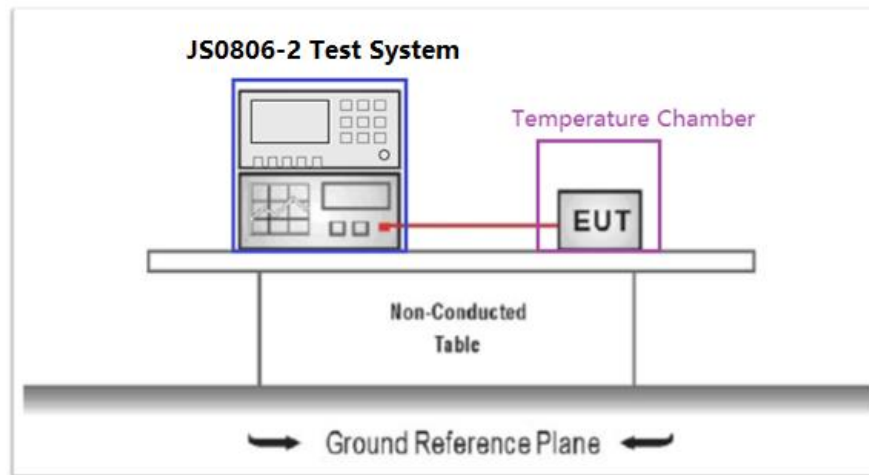 JS0806-2 Test System
Temperature Chamber
EUT
Non-Conducted
Table
Ground Reference Plane